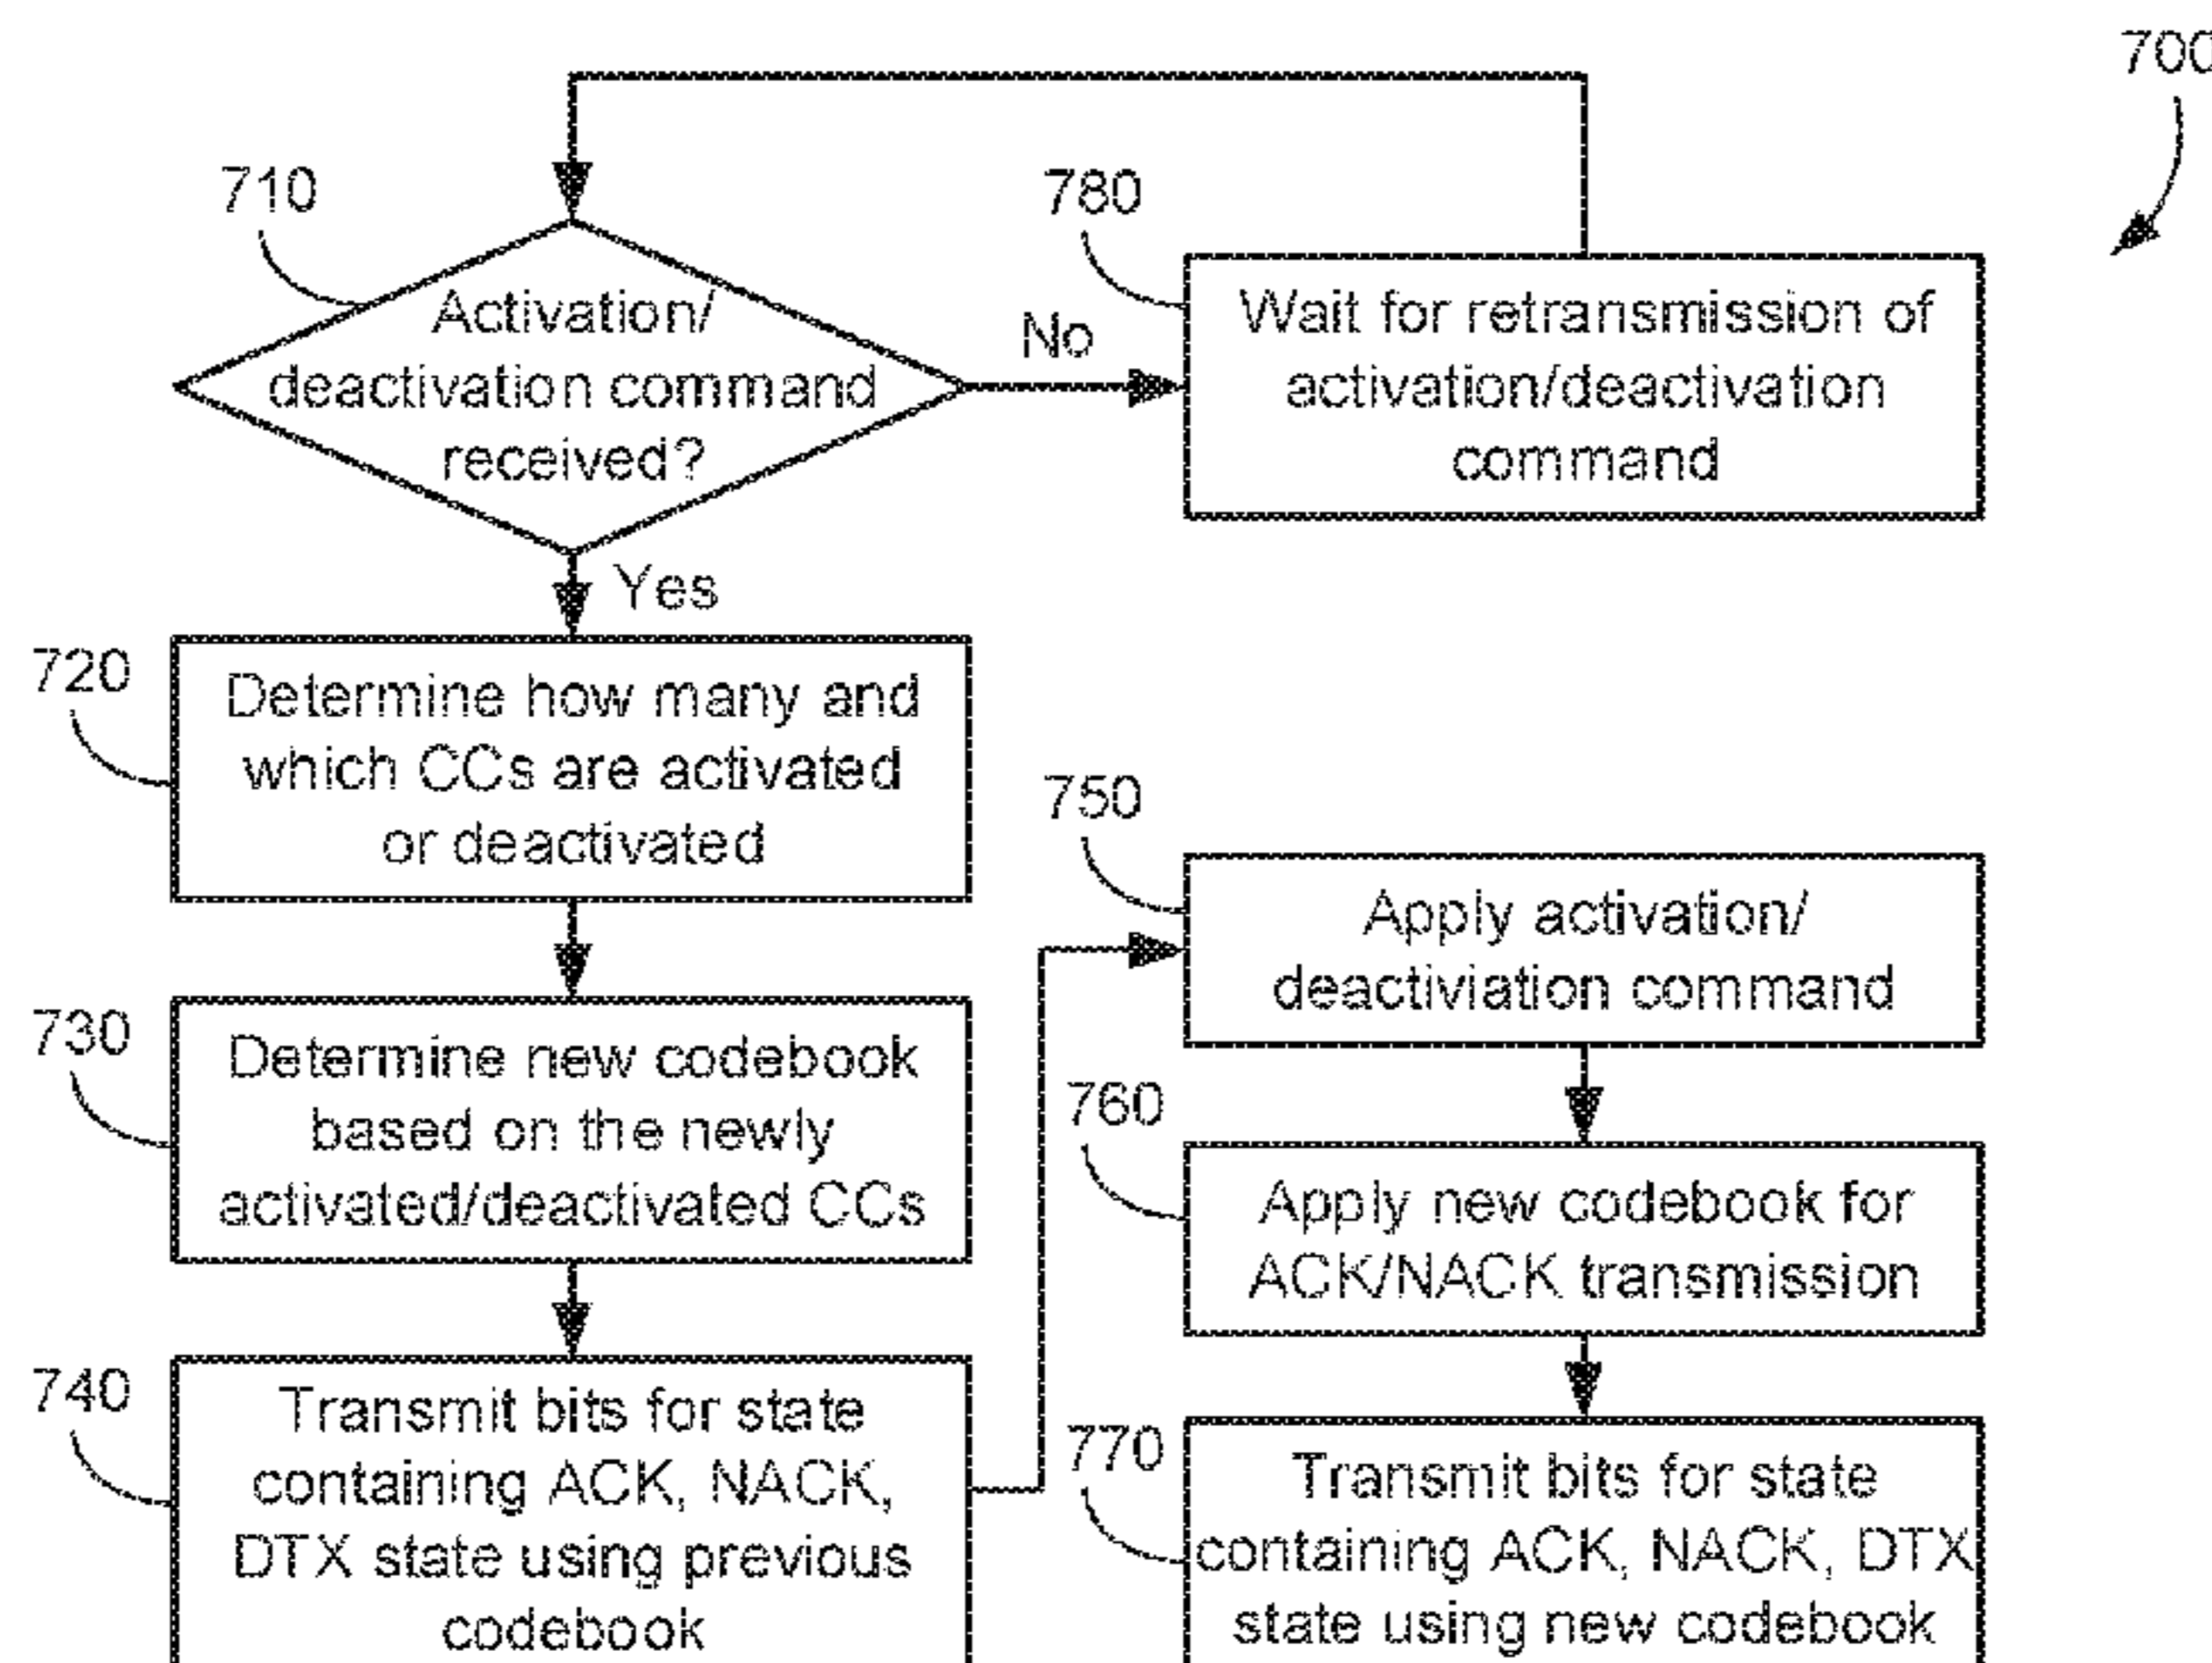 700
710
Activation/
deactivation command
received?
No
780
Wait for retransmission of
activation/deactivation
command
Yes
720
Determine how many and
which CCs are activated
or deactivated
730
Determine new codebook
based on the newly
activated/deactivated CCs
740
Transmit bits for state
containing ACK, NACK,
DTX state using previous
codebook
750
Apply activation/
deactiviation command
760
Apply new codebook for
ACK/NACK transmission
770
Transmit bits for state
containing ACK, NACK, DTX
state using new codebook